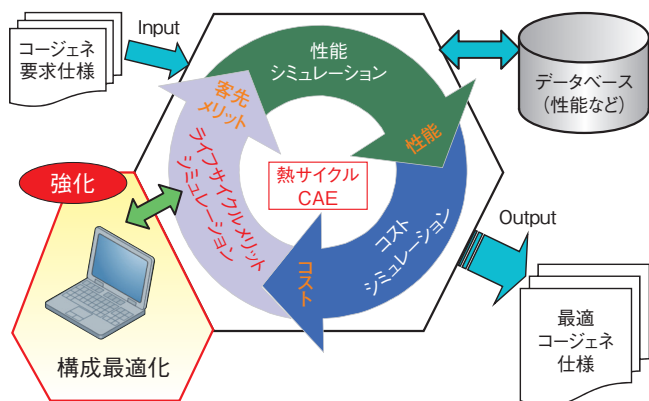 コージェネ
要求仕様
Input
性能
シミュレーション
データベース
（性能など）
客先
メリット
性能
熱サイクル
CAE
強化
ライフサイクルメリット
シミュレーション
コスト
シミュレーション
コスト
Output
構成最適化
最適
コージェネ
仕様